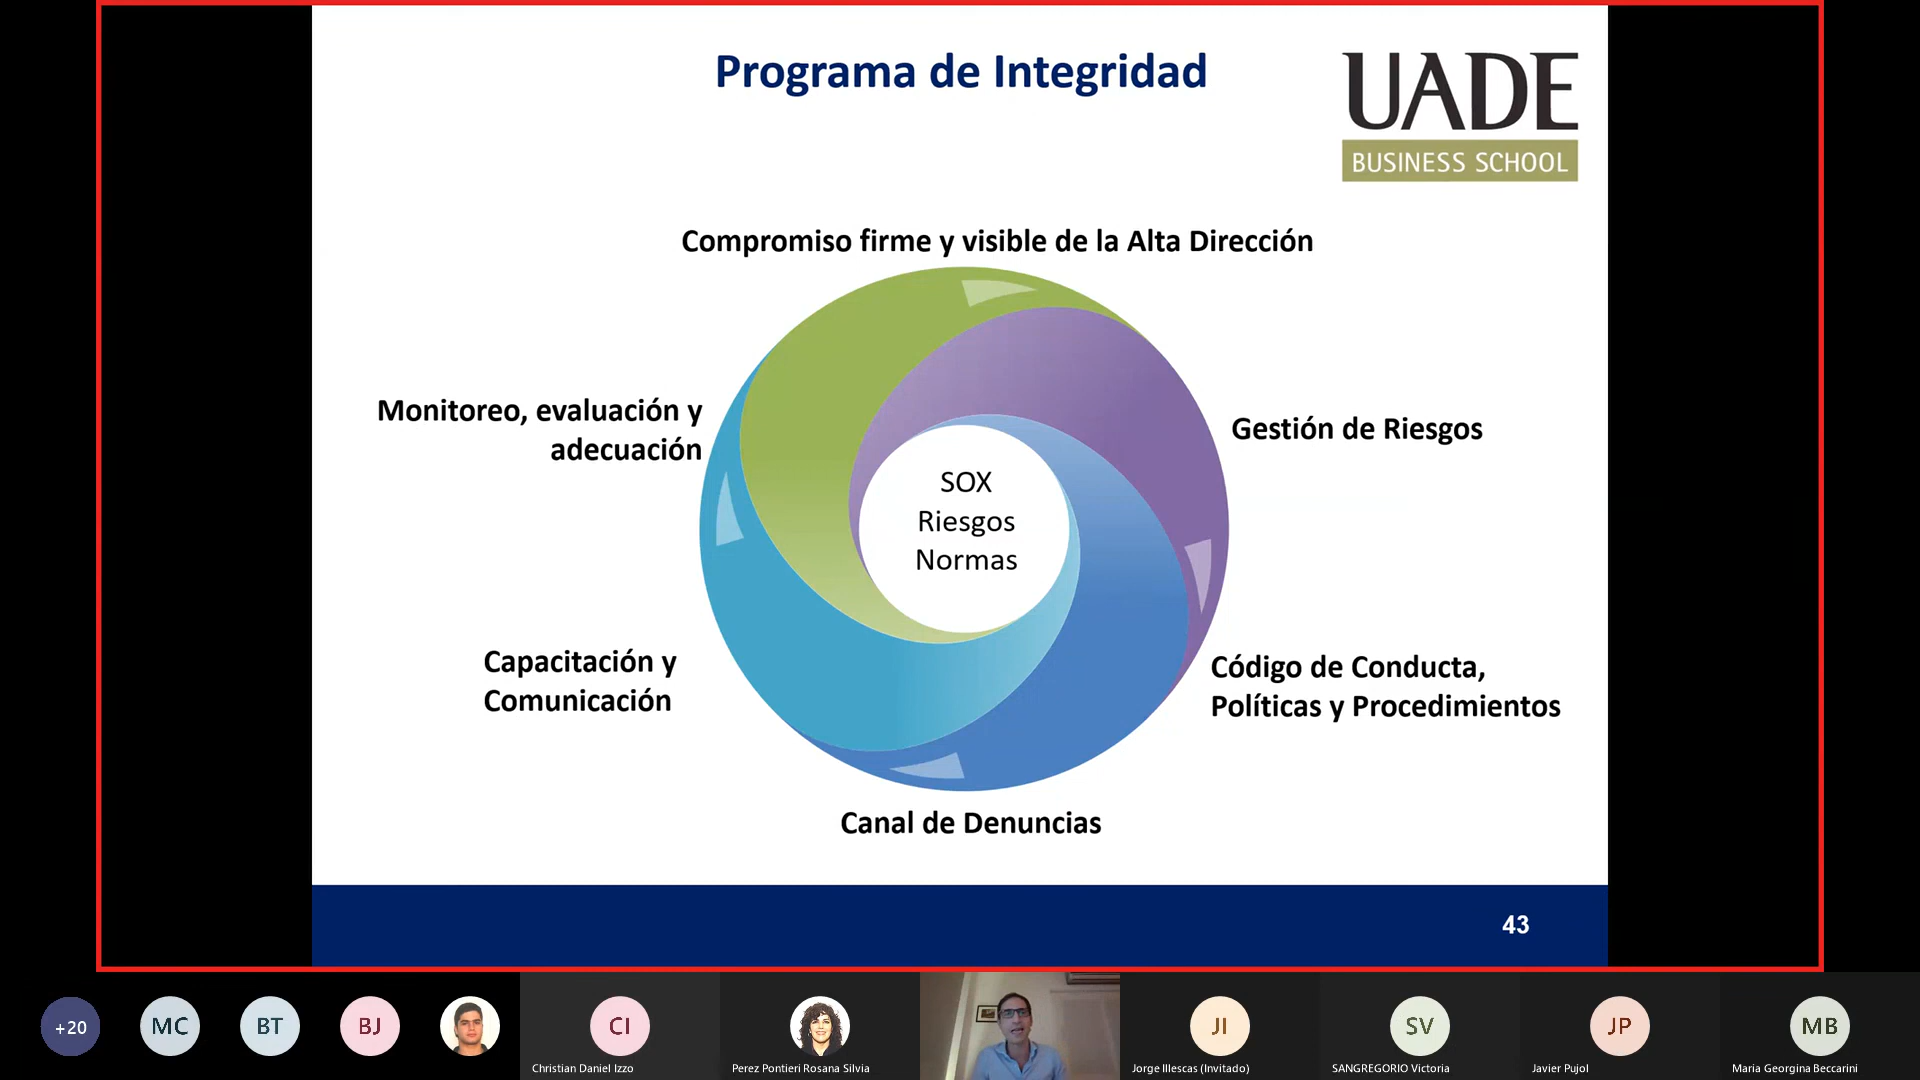 Programa de Integridad
UADE
BUSINESS SCHOOL
Compromiso firme y visible de la Alta Dirección
Monitoreo, evaluación y
adecuación
Gestión de Riesgos
SOX
Riesgos
Normas
Capacitación y
Comunicación
Código de Conducta,
Políticas y Procedimientos
Canal de Denuncias
43
+20
MC
BT
BJ
CI
Christian Daniel Izzo
Perez Pontieri Rosana Silvia
JI
Jorge Illescas (Invitado)
SV
SANGREGORIO Victoria
JP
Javier Pujol
MB
Maria Georgina Beccarini